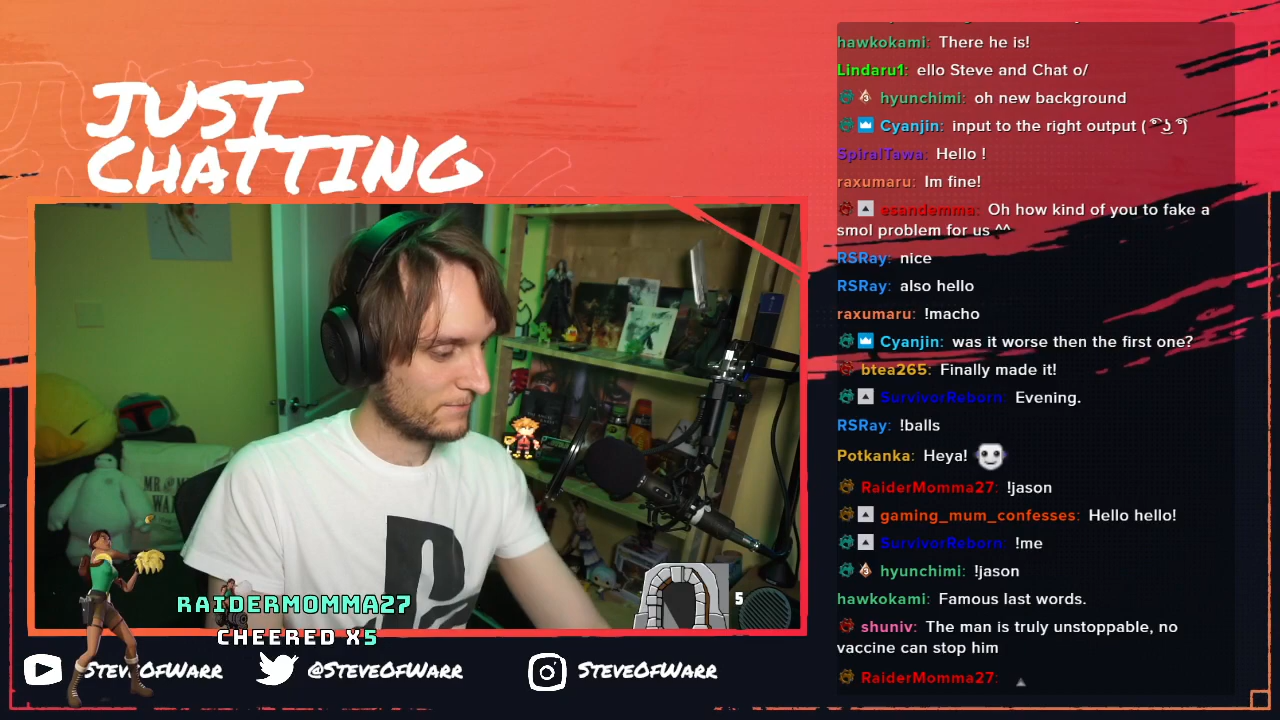 JUST
CHATTING
MR
WA
RAIDERMOMMA27
CHEERED X5
5
SteveOfWarr
@SteveOfWarr
SteveOfWarr
hawkokami: There he is!
Lindaru1: ello Steve and Chat o/
hyunchimi: oh new background
Cyanjin: input to the right output ( ͡° ͜ʖ ͡°)
SpiralTawa: Hello !
raxumaru: Im fine!
esandemma: Oh how kind of you to fake a
smol problem for us ^^
RSRay: nice
RSRay: also hello
raxumaru: !macho
Cyanjin: was it worse then the first one?
btea265: Finally made it!
SurvivorReborn: Evening.
RSRay: !balls
Potkanka: Heya!
RaiderMomma27: !jason
gaming_mum_confesses: Hello hello!
SurvivorReborn: !me
hyunchimi: !jason
hawkokami: Famous last words.
shuniv: The man is truly unstoppable, no
vaccine can stop him
RaiderMomma27: